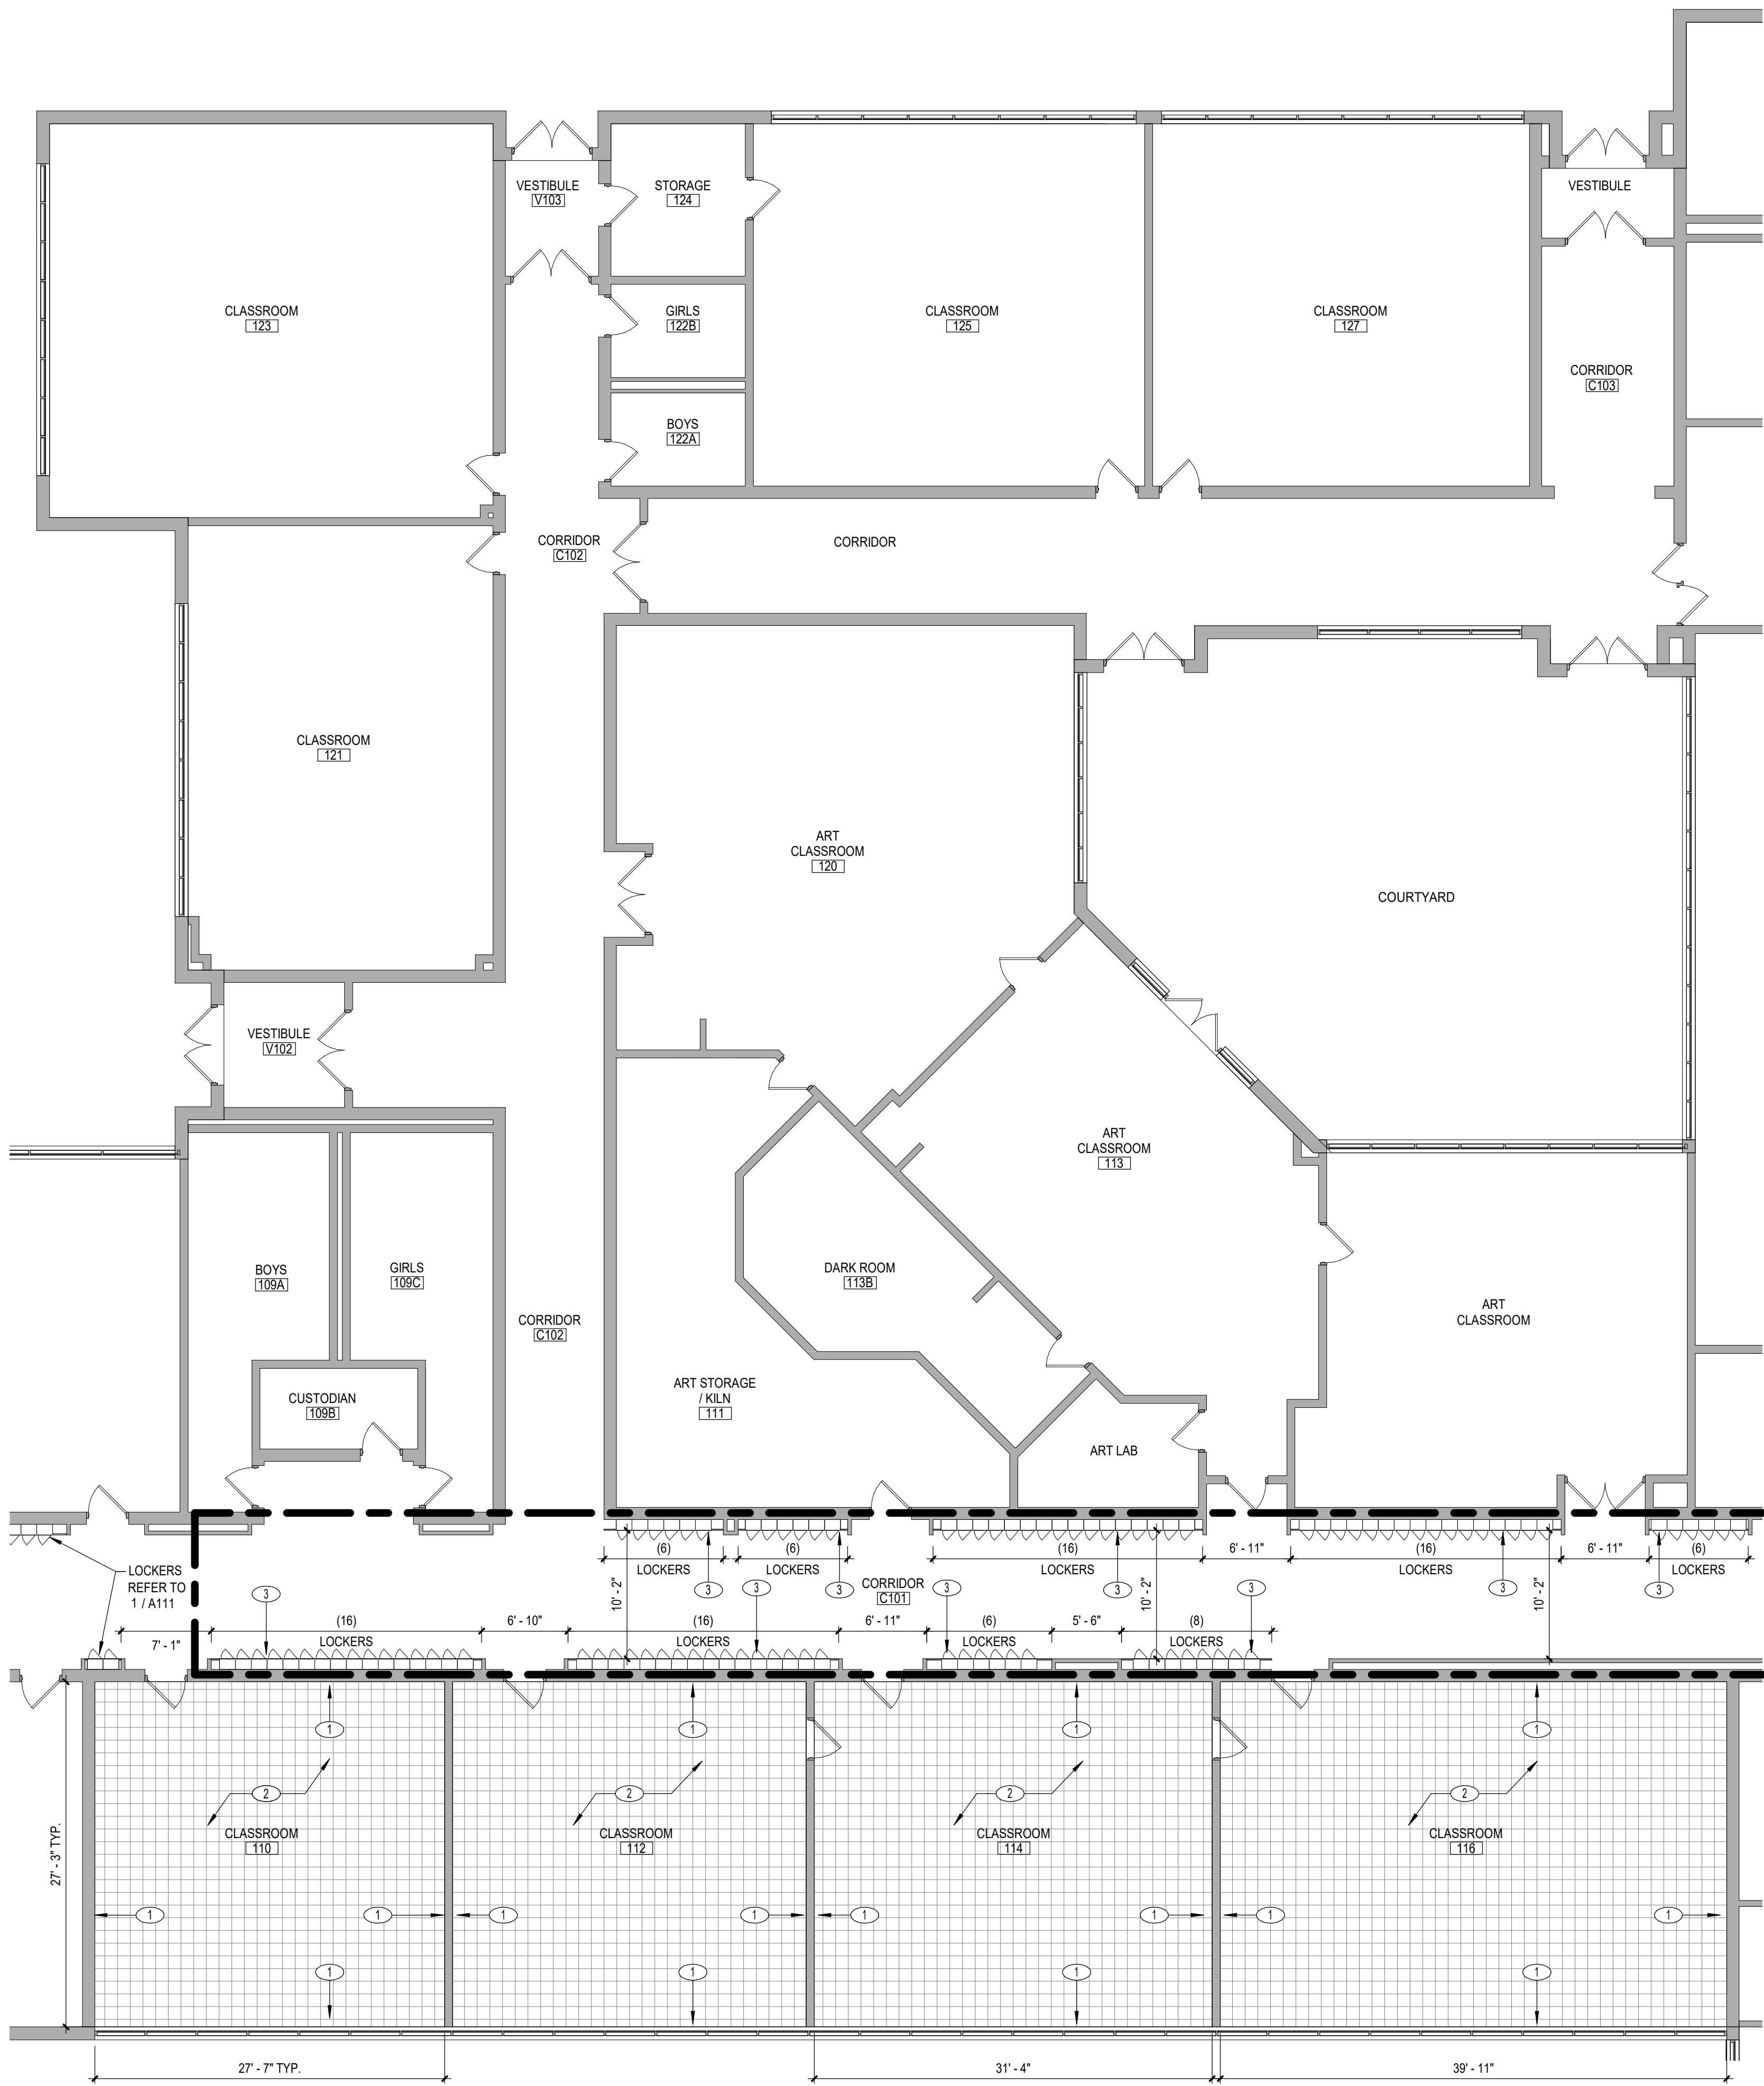 VESTIBULE
V103
STORAGE
124
VESTIBULE
CLASSROOM
123
GIRLS
122B
CLASSROOM
125
CLASSROOM
127
CORRIDOR
C103
BOYS
122A
CORRIDOR
C102
CORRIDOR
CLASSROOM
121
ART
CLASSROOM
120
COURTYARD
VESTIBULE
V102
ART
CLASSROOM
113
BOYS
109A
GIRLS
109C
DARK ROOM
113B
CORRIDOR
C102
ART
CLASSROOM
CUSTODIAN
109B
ART STORAGE
/ KILN
111
ART LAB
(6)
(6)
(16)
6' - 11"
(16)
6' - 11"
(6)
LOCKERS
LOCKERS
LOCKERS
LOCKERS
LOCKERS
LOCKERS
REFER TO
1 / A111
3
3
3
3
3
CORRIDOR
C101
10' - 2"
10' - 2"
10' - 2"
3
3
3
3
7' - 1"
(16)
6' - 10"
(16)
6' - 11"
(6)
5' - 6"
(8)
LOCKERS
LOCKERS
LOCKERS
LOCKERS
1
1
1
1
2
2
2
2
CLASSROOM
110
CLASSROOM
112
CLASSROOM
114
CLASSROOM
116
27' - 3" TYP.
1
1
1
1
1
1
1
1
1
1
1
1
27' - 7" TYP.
31' - 4"
39' - 11"